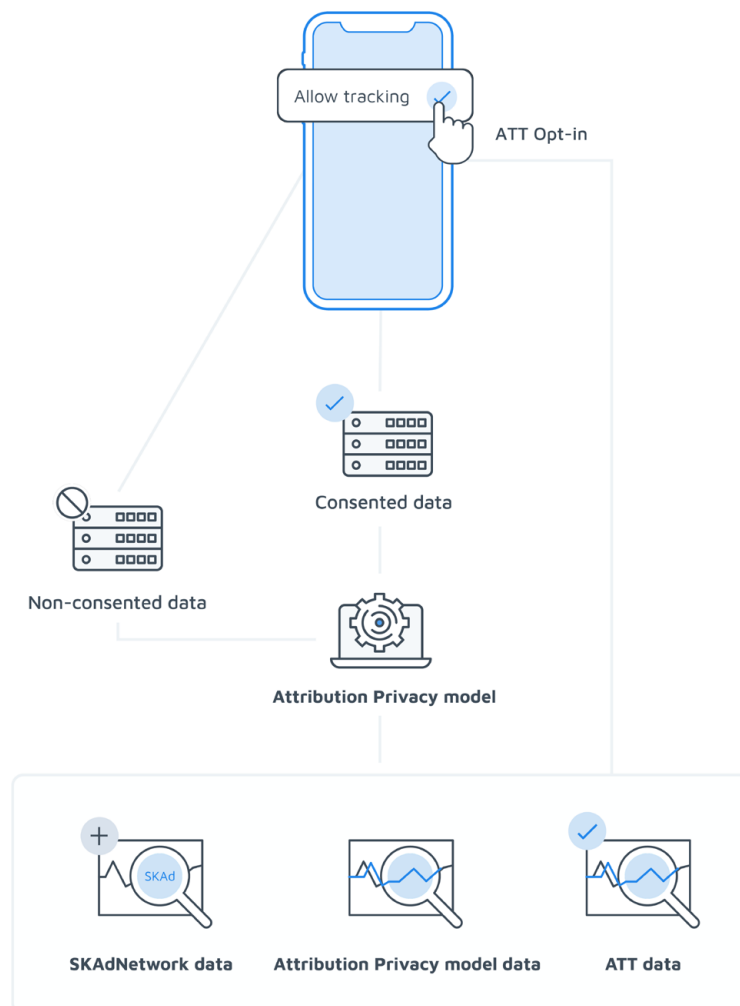 Allow tracking
ATT Opt-in
Consented data
Non-consented data
Attribution Privacy model
SKAd
SKAdNetwork data
Attribution Privacy model data
ATT data